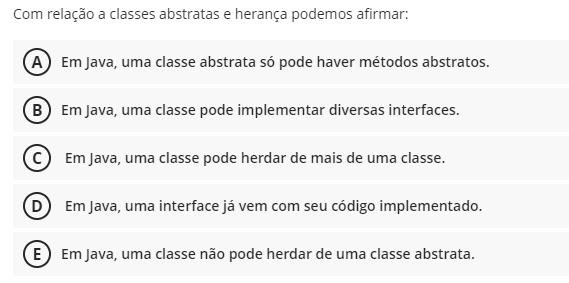 Com relação a classes abstratas e herança podemos afirmar:
A Em Java, uma classe abstrata só pode haver métodos abstratos.
B Em Java, uma classe pode implementar diversas interfaces.
C Em Java, uma classe pode herdar de mais de uma classe.
D Em Java, uma interface já vem com seu código implementado.
E Em Java, uma classe não pode herdar de uma classe abstrata.